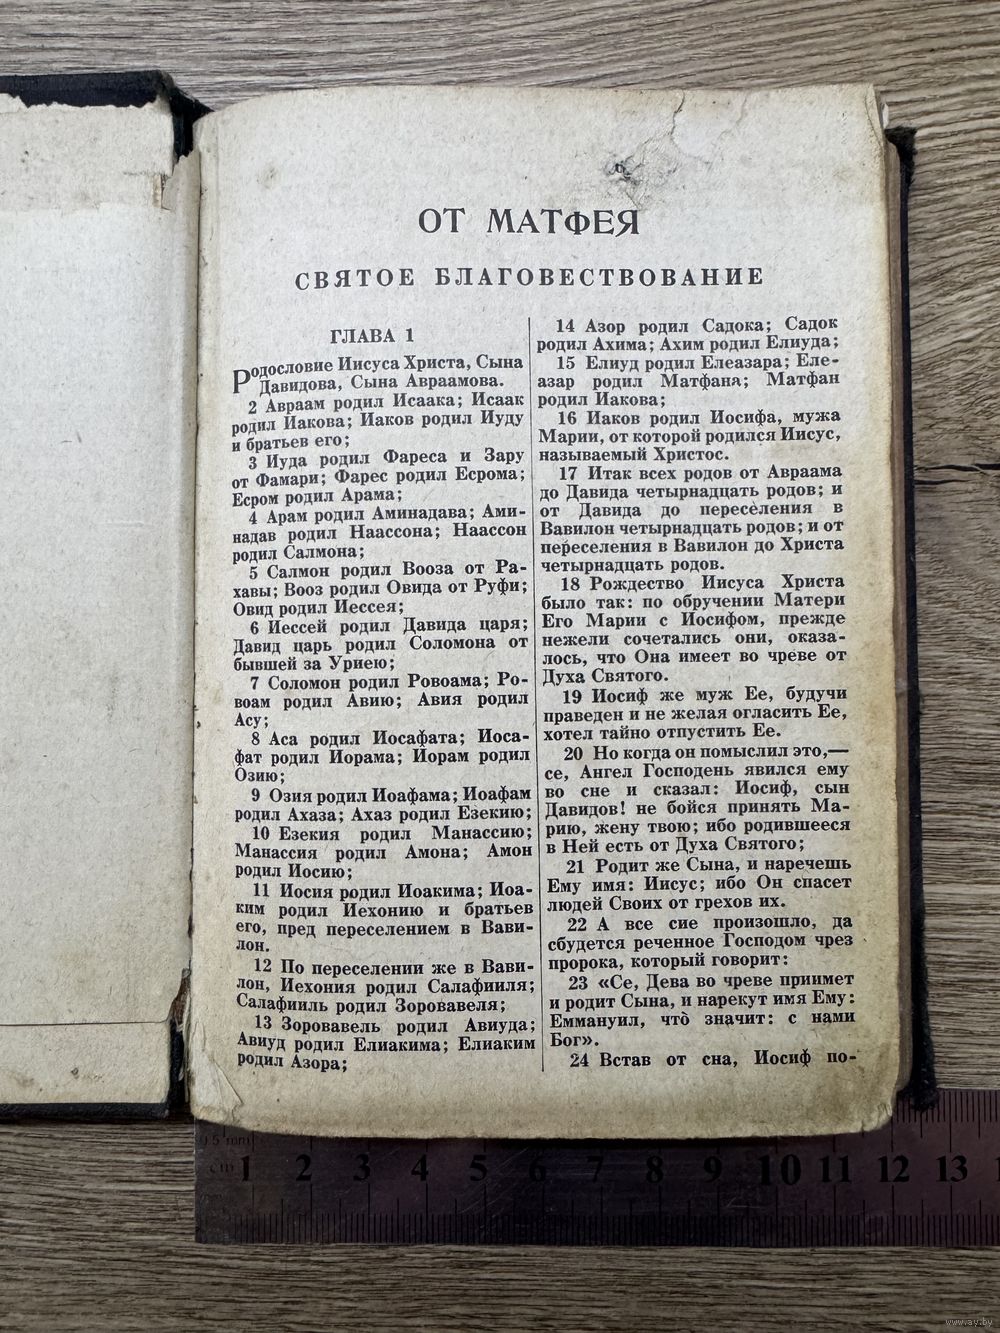 ОТ МАТФЕЯ
СВЯТОЕ БЛАГОВЕСТВОВАНИЕ
ГЛАВА 1
Родословие Иисуса Христа, Сына
Давидова, Сына Авраамова.
2 Авраам родил Исаака; Исаак
родил Иакова; Иаков родил Иуду
и братьев его;
3 Иуда родил Фареса и Зару
от Фамари; Фарес родил Есрома;
Есром родил Арама;
4 Арам родил Аминадава; Ами-
надав родил Наассона; Наассон
родил Салмона;
5 Салмон родил Вооза от Ра-
хавы; Вооз родил Овида от Руфи;
Овид родил Иессея;
6 Иессей родил Давида царя;
Давид царь родил Соломона от
бывшей за Уриею;
7 Соломон родил Ровоама; Ро-
воам родил Авию; Авия родил
Асу;
8 Аса родил Иосафата; Иоса-
фат родил Иорама; Иорам родил
Озию;
9 Озия родил Иоафама; Иоафам
родил Ахаза; Ахаз родил Езекию;
10 Езекия родил Манассию;
Манассия родил Амона; Амон
родил Иосию;
11 Иосия родил Иоакима; Иоа-
ким родил Иехонию и братьев
его, пред переселением в Вави-
лон.
12 По переселении же в Вави-
лон, Иехония родил Салафииля;
Салафииль родил Зоровавеля;
13 Зоровавель родил Авиуда;
Авиуд родил Елиакима; Елиаким
родил Азора;
14 Азор родил Садока; Садок
родил Ахима; Ахим родил Елиуда;
15 Елиуд родил Елеазара; Еле-
азар родил Матфана; Матфан
родил Иакова;
16 Иаков родил Иосифа, мужа
Марии, от которой родился Иисус,
называемый Христос.
17 Итак всех родов от Авраама
до Давида четырнадцать родов; и
от Давида до переселения в
Вавилон четырнадцать родов; и от
переселения в Вавилон до Христа
четырнадцать родов.
18 Рождество Иисуса Христа
было так: по обручении Матери
Его Марии с Иосифом, прежде
нежели сочетались они, оказа-
лось, что Она имеет во чреве от
Духа Святого.
19 Иосиф же муж Ее, будучи
праведен и не желая огласить Ее,
хотел тайно отпустить Ее.
20 Но когда он помыслил это,—
се, Ангел Господень явился ему
во сне и сказал: Иосиф, сын
Давидов! не бойся принять Ма-
рию, жену твою; ибо родившееся
в Ней есть от Духа Святого;
21 Родит же Сына, и наречешь
Ему имя: Иисус; ибо Он спасет
людей Своих от грехов их.
22 А все сие произошло, да
сбудется реченное Господом чрез
пророка, который говорит:
23 «Се, Дева во чреве приимет
и родит Сына, и нарекут имя Ему:
Еммануил, что̀ значит: с нами
Бог».
24 Встав от сна, Иосиф по-
0.5 mm
cm 1 2 3 4 5 6 7 8 9 10 11 12 13
www.ay.by